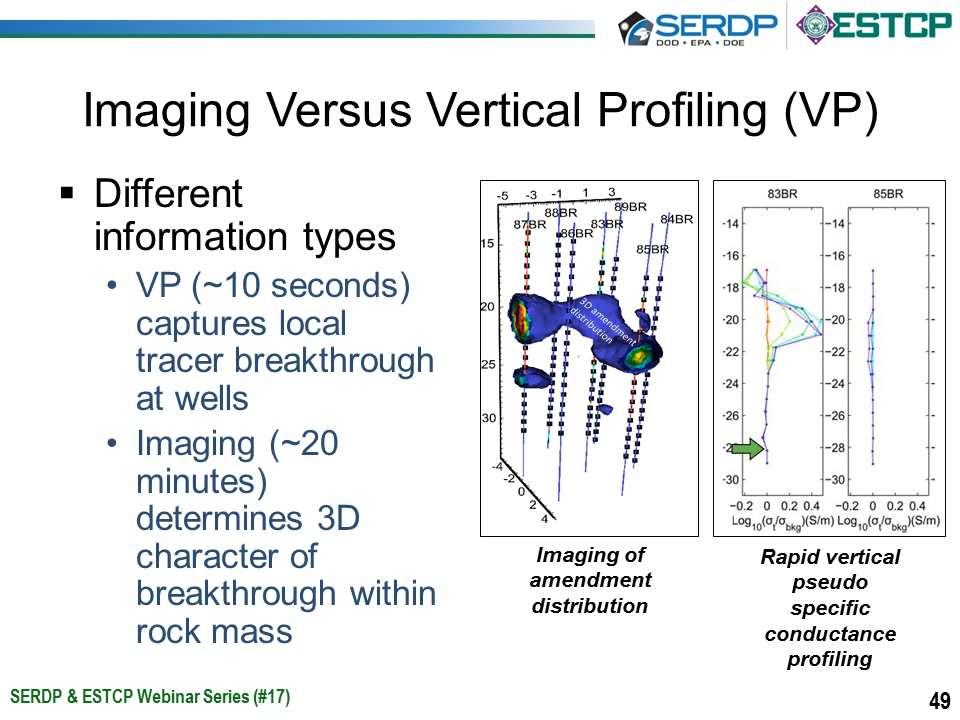 SERDP
DOD • EPA • DOE
ESTCP
Imaging Versus Vertical Profiling (VP)
▪ Different
information types
• VP (~10 seconds)
captures local
tracer breakthrough
at wells
• Imaging (~20
minutes)
determines 3D
character of
breakthrough within
rock mass
-5 -3 -1 1 3
87BR 88BR 86BR 83BR 89BR 85BR 84BR
15
20
25
30
-4
-2
0
2
4
3D amendment
distribution
Imaging of
amendment
distribution
83BR 85BR
-14 -14
-16 -16
-18 -18
-20 -20
-22 -22
-24 -24
-26 -26
-28 -28
-30 -30
-0.2 0 0.2 0.4 -0.2 0 0.2 0.4
Log10(σt/σbkg)(S/m) Log10(σt/σbkg)(S/m)
Rapid vertical
pseudo
specific
conductance
profiling
SERDP & ESTCP Webinar Series (#17)
49